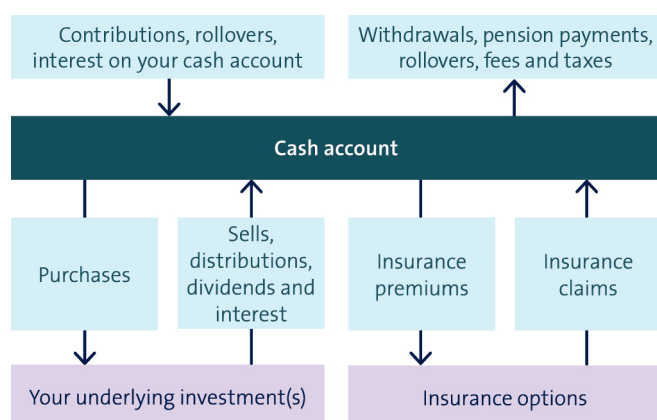 Contributions, rollovers,
interest on your cash account
Withdrawals, pension payments,
rollovers, fees and taxes
Cash account
Purchases
Sells,
distributions,
dividends and
interest
Insurance
premiums
Insurance
claims
Your underlying investment(s)
Insurance options